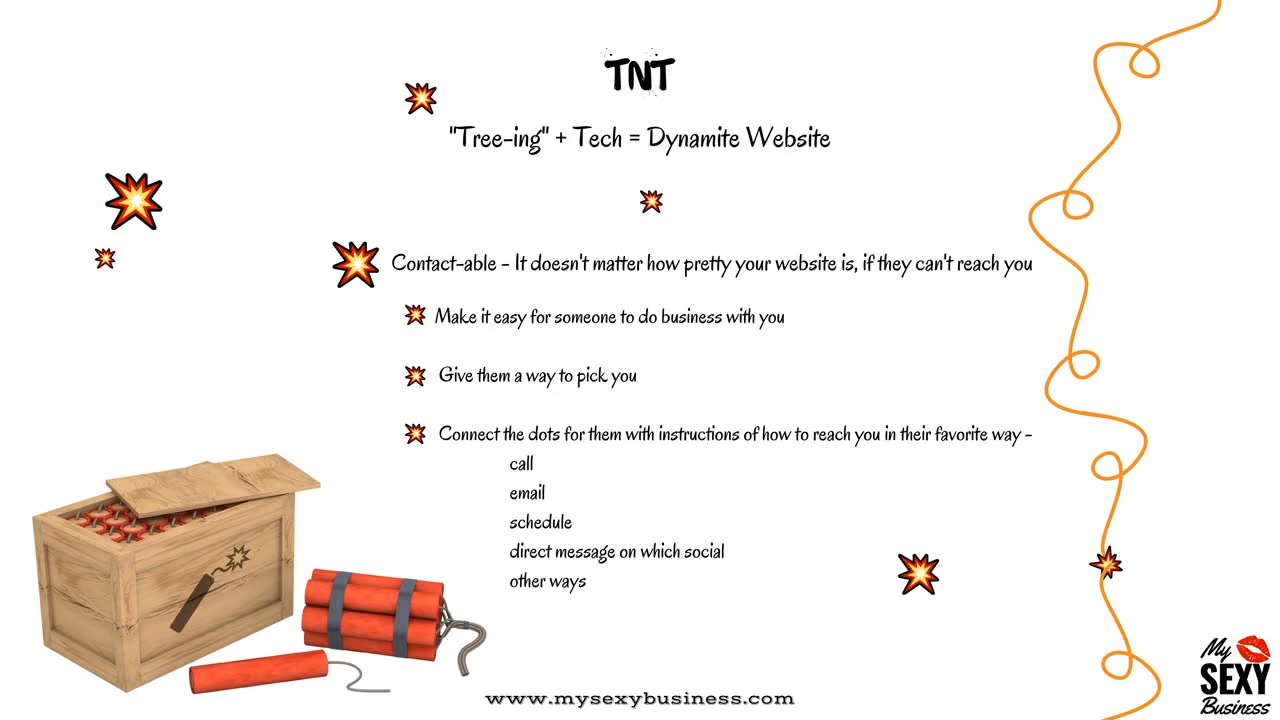 TNT
"Tree-ing" + Tech = Dynamite Website
Contact-able - It doesn't matter how pretty your website is, if they can't reach you
Make it easy for someone to do business with you
Give them a way to pick you
Connect the dots for them with instructions of how to reach you in their favorite way -
call
email
schedule
direct message on which social
other ways
www.mysexybusiness.com
My
SEXY
Business